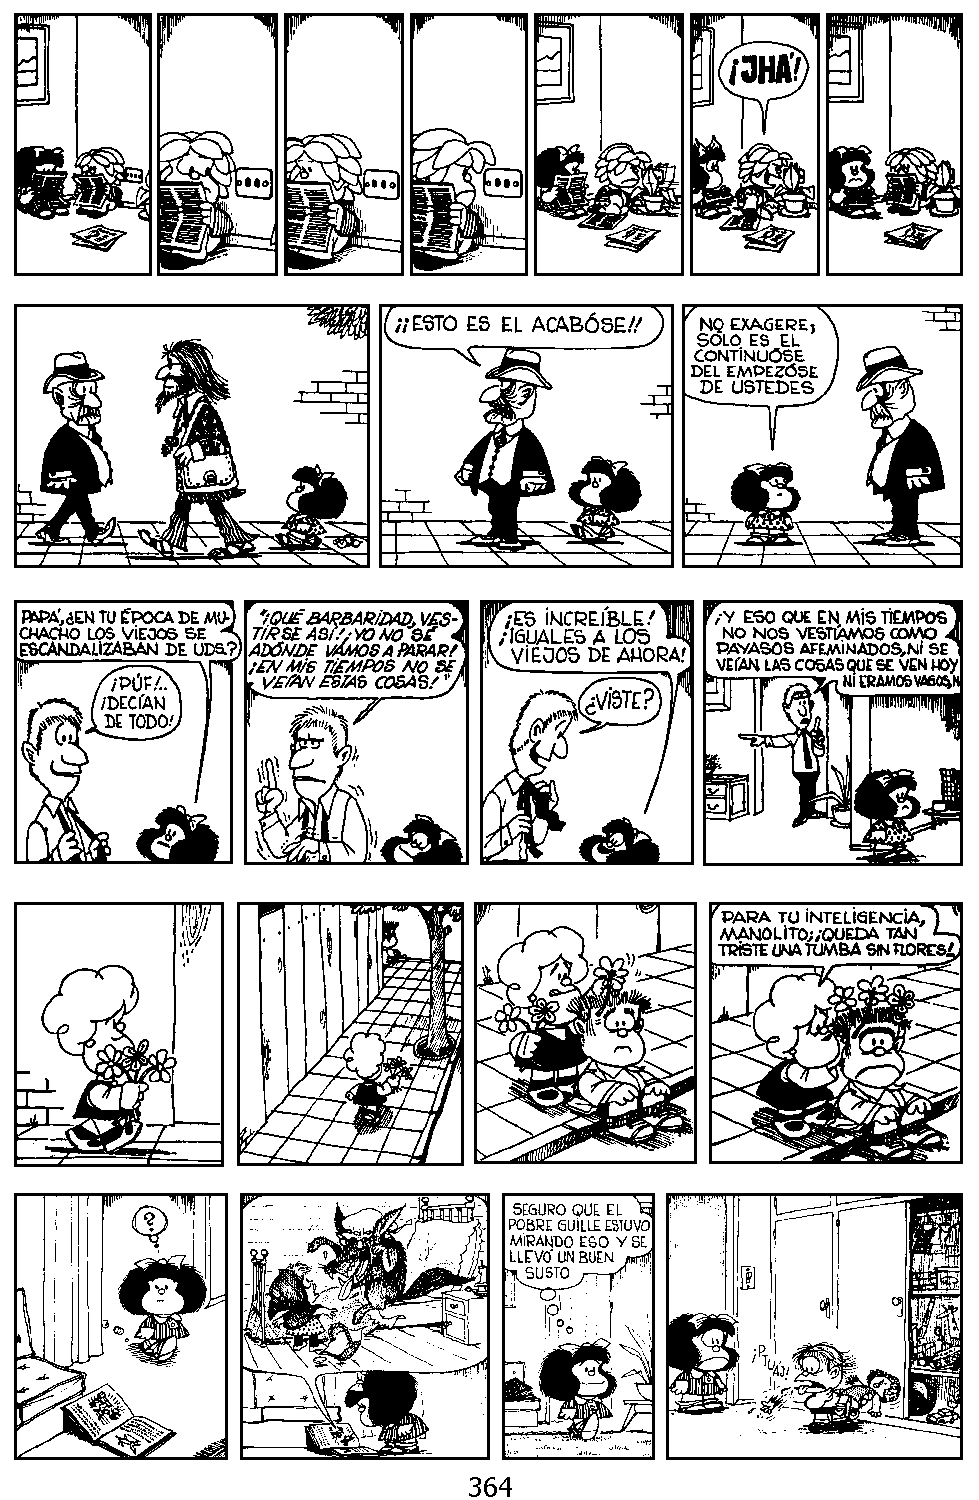 ¡JHÁ!
¡¡ESTO ES EL ACABÓSE!!
NO EXAGERE,
SÓLO ES EL
CONTINUÓSE
DEL EMPEZÓSE
DE USTEDES
PAPÁ, ¿EN TU ÉPOCA DE MU-
CHACHO LOS VIEJOS SE
ESCANDALIZABAN DE UDS.?
¡PÚF!..
¡DECÍAN
DE TODO!
"¡QUÉ BARBARIDAD, VES-
TIRSE ASÍ!¡YO NO SÉ
ADÓNDE VAMOS A PARAR!
¡EN MIS TIEMPOS NO SE
VEÍAN ESTAS COSAS!"
¡ES INCREÍBLE!
¡IGUALES A LOS
VIEJOS DE AHORA!
¿VISTE?
¡Y ESO QUE EN MIS TIEMPOS
NO NOS VESTÍAMOS COMO
PAYASOS AFEMINADOS, NI SE
VEÍAN LAS COSAS QUE SE VEN HOY
NI ÉRAMOS VAGOS, N
PARA TU INTELIGENCIA,
MANOLITO; ¡QUEDA TAN
TRISTE UNA TUMBA SIN FLORES!
?
SEGURO QUE EL
POBRE GUILLE ESTUVO
MIRANDO ESO Y SE
LLEVÓ UN BUEN
SUSTO
¡PTUAJ!
364